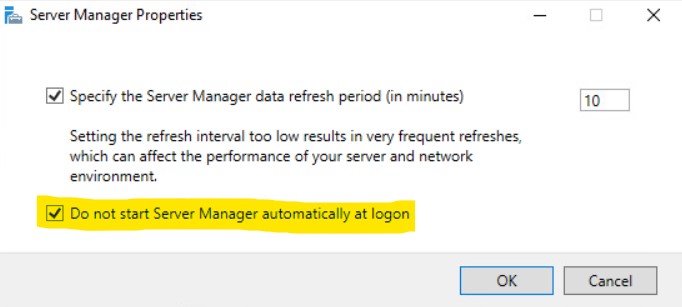 Server Manager Properties
Specify the Server Manager data refresh period (in minutes) 10
Setting the refresh interval too low results in very frequent refreshes,
which can affect the performance of your server and network
environment.
Do not start Server Manager automatically at logon
OK Cancel